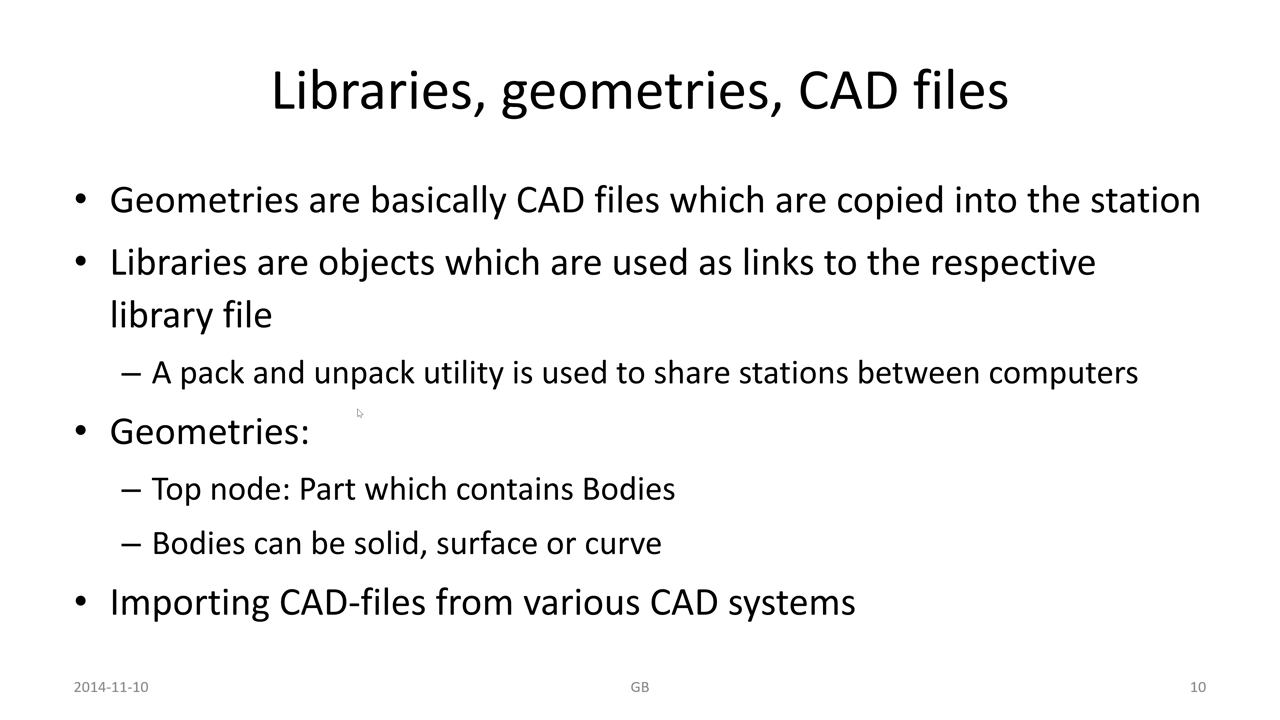 Libraries, geometries, CAD files
• Geometries are basically CAD files which are copied into the station
• Libraries are objects which are used as links to the respective
library file
– A pack and unpack utility is used to share stations between computers
• Geometries:
– Top node: Part which contains Bodies
– Bodies can be solid, surface or curve
• Importing CAD-files from various CAD systems
2014-11-10 GB 10